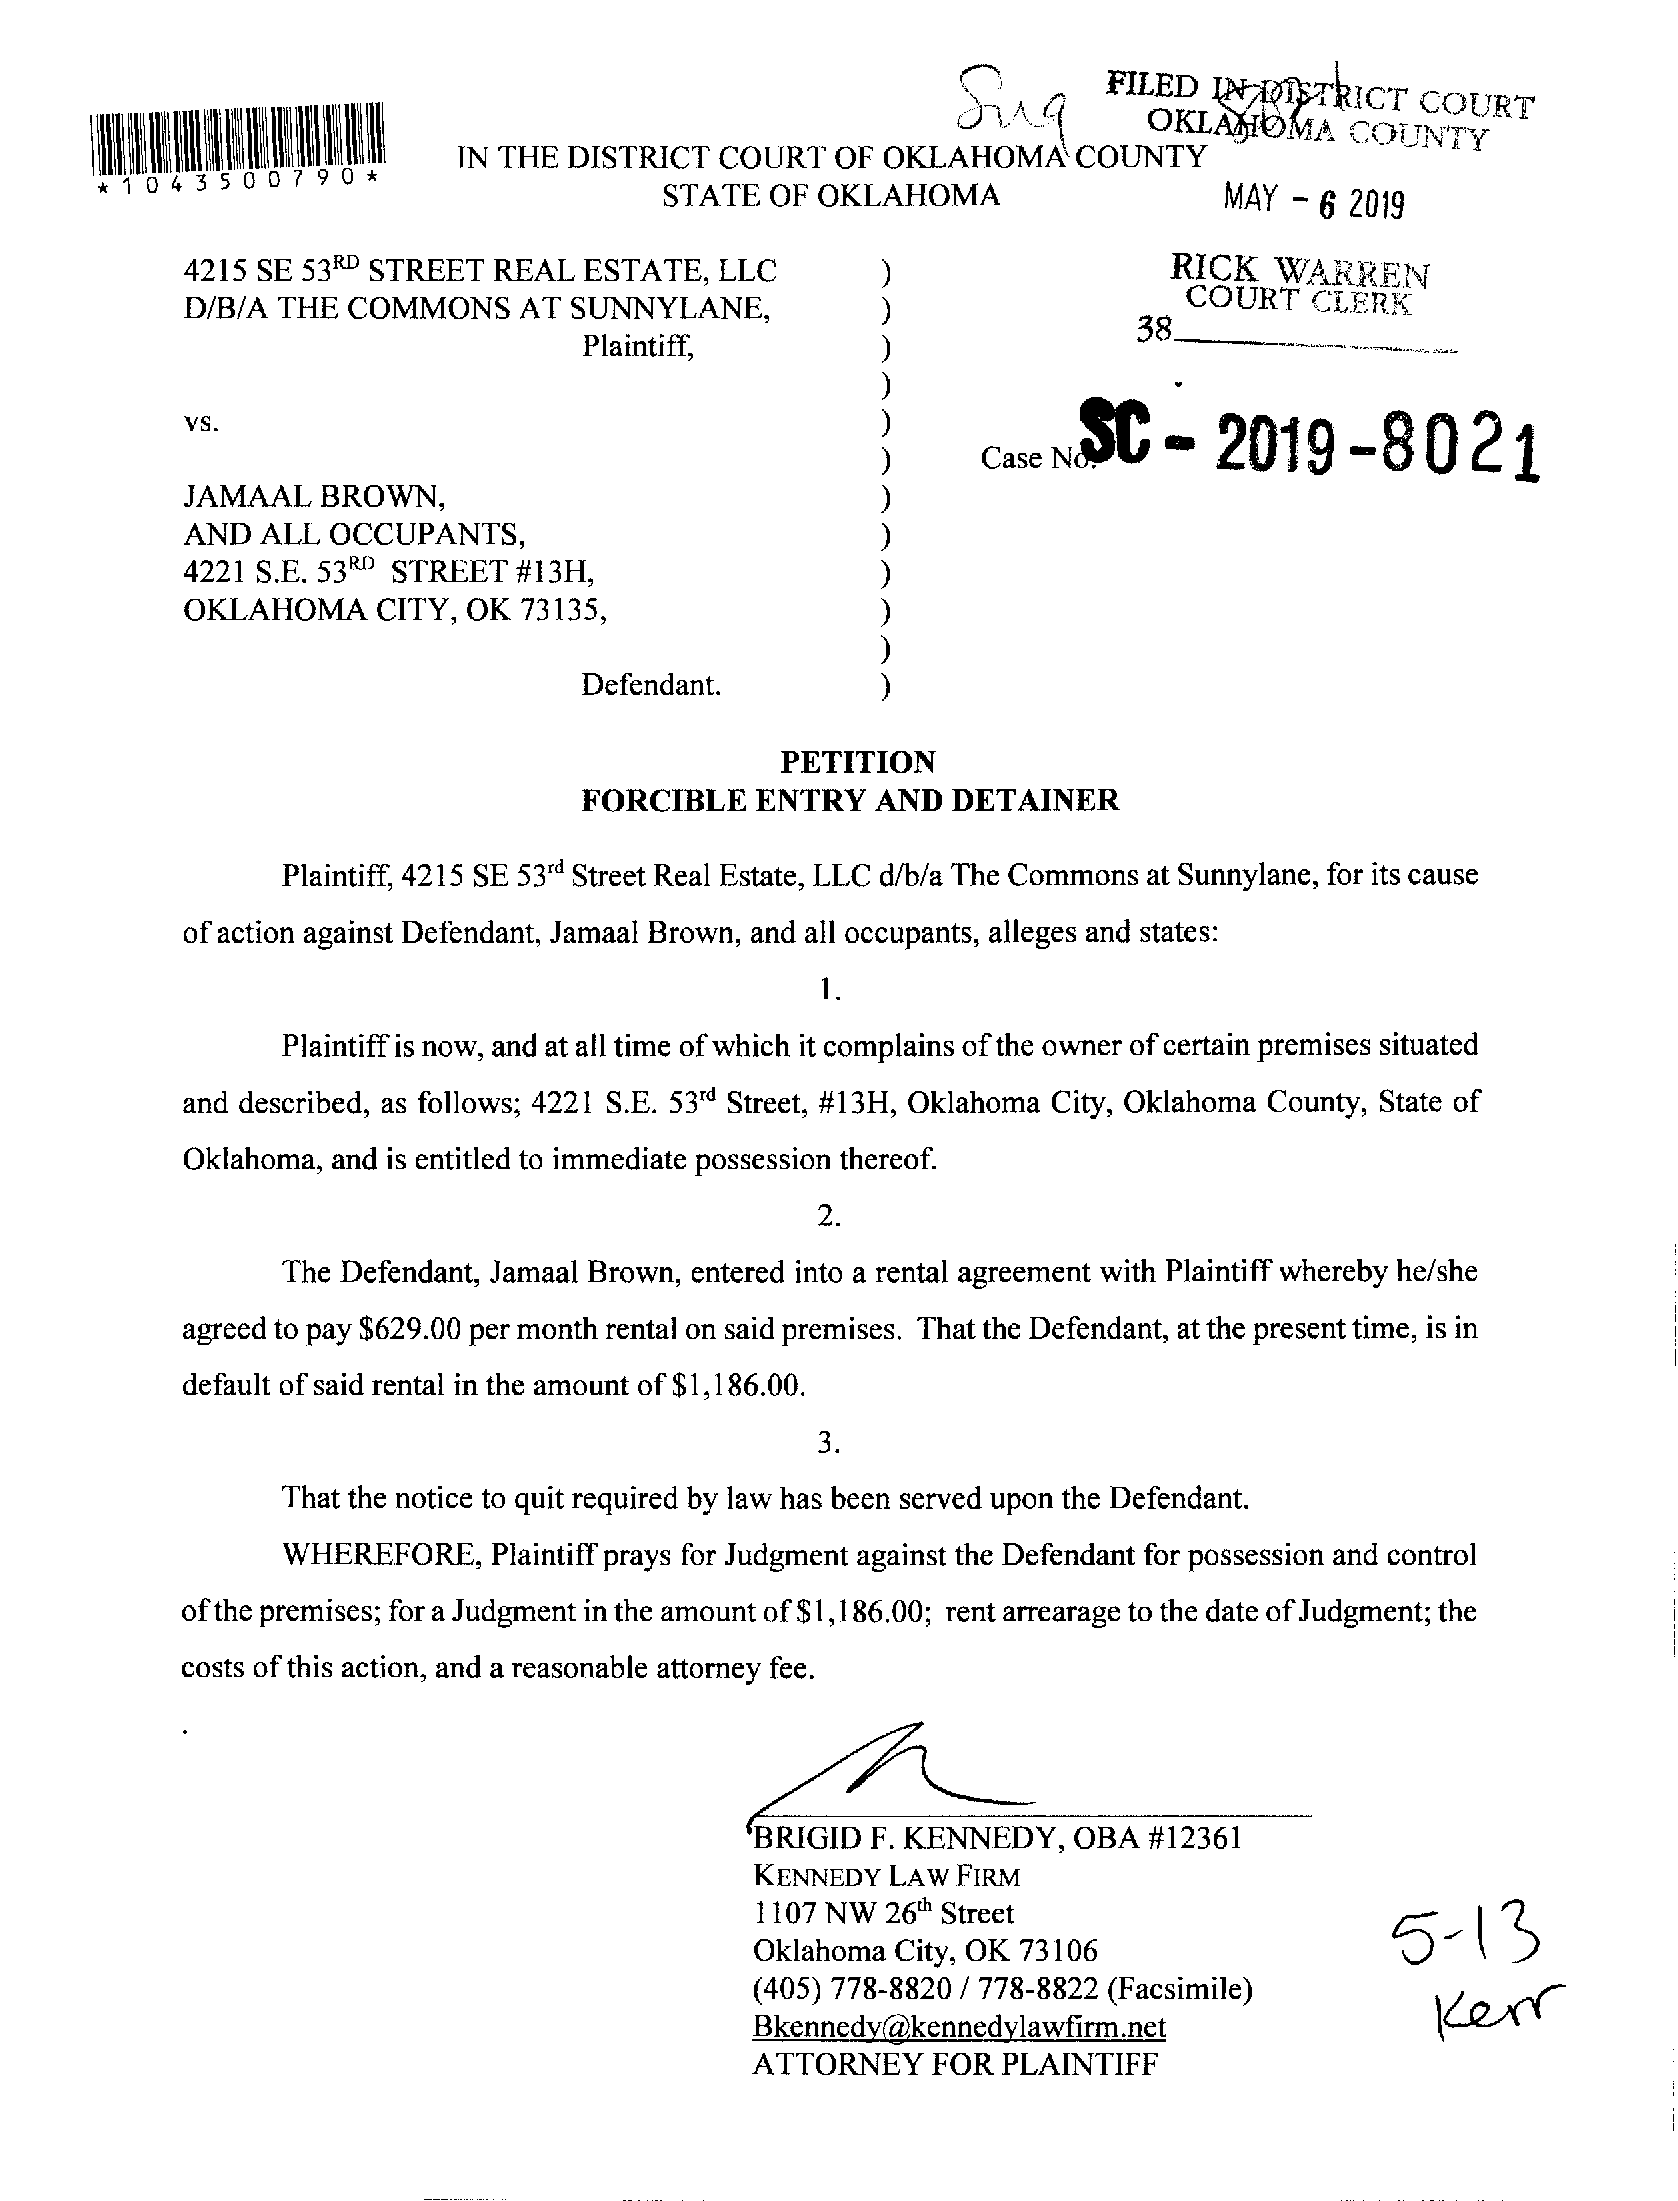 FILED IN DISTRICT COURT
OKLAHOMA COUNTY
*1043500790*
IN THE DISTRICT COURT OF OKLAHOMA COUNTY
STATE OF OKLAHOMA
MAY - 6 2019
4215 SE 53RD STREET REAL ESTATE, LLC )
D/B/A THE COMMONS AT SUNNYLANE, )
Plaintiff, )
)
RICK WARREN
COURT CLERK
38
vs. )
Case No. SC - 2019 - 8021
)
JAMAAL BROWN, )
AND ALL OCCUPANTS, )
4221 S.E. 53RD STREET #13H, )
OKLAHOMA CITY, OK 73135, )
)
Defendant. )
PETITION
FORCIBLE ENTRY AND DETAINER
Plaintiff, 4215 SE 53rd Street Real Estate, LLC d/b/a The Commons at Sunnylane, for its cause
of action against Defendant, Jamaal Brown, and all occupants, alleges and states:
1.
Plaintiff is now, and at all time of which it complains of the owner of certain premises situated
and described, as follows; 4221 S.E. 53rd Street, #13H, Oklahoma City, Oklahoma County, State of
Oklahoma, and is entitled to immediate possession thereof.
2.
The Defendant, Jamaal Brown, entered into a rental agreement with Plaintiff whereby he/she
agreed to pay $629.00 per month rental on said premises. That the Defendant, at the present time, is in
default of said rental in the amount of $1,186.00.
3.
That the notice to quit required by law has been served upon the Defendant.
WHEREFORE, Plaintiff prays for Judgment against the Defendant for possession and control
of the premises; for a Judgment in the amount of $1,186.00; rent arrearage to the date of Judgment; the
costs of this action, and a reasonable attorney fee.
BRIGID F. KENNEDY, OBA #12361
KENNEDY LAW FIRM
1107 NW 26th Street
Oklahoma City, OK 73106
(405) 778-8820 / 778-8822 (Facsimile)
Bkennedy@kennedylawfirm.net
ATTORNEY FOR PLAINTIFF
5-13
Kerr